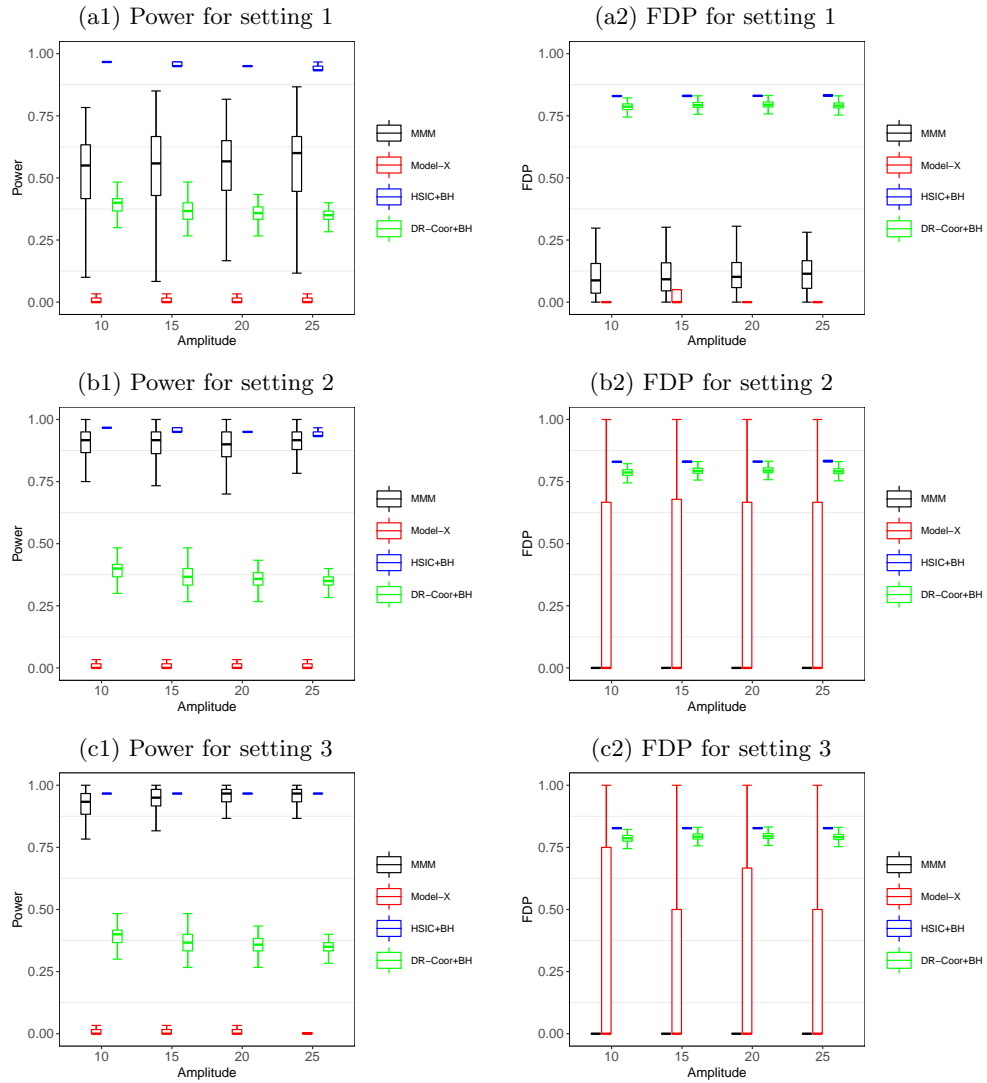 (a1) Power for setting 1
1.00
0.75
0.50
0.25
0.00
Power
10 15 20 25
Amplitude
MMM
Model−X
HSIC+BH
DR−Coor+BH
(a2) FDP for setting 1
1.00
0.75
0.50
0.25
0.00
FDP
10 15 20 25
Amplitude
MMM
Model−X
HSIC+BH
DR−Coor+BH
(b1) Power for setting 2
1.00
0.75
0.50
0.25
0.00
Power
10 15 20 25
Amplitude
MMM
Model−X
HSIC+BH
DR−Coor+BH
(b2) FDP for setting 2
1.00
0.75
0.50
0.25
0.00
FDP
10 15 20 25
Amplitude
MMM
Model−X
HSIC+BH
DR−Coor+BH
(c1) Power for setting 3
1.00
0.75
0.50
0.25
0.00
Power
10 15 20 25
Amplitude
MMM
Model−X
HSIC+BH
DR−Coor+BH
(c2) FDP for setting 3
1.00
0.75
0.50
0.25
0.00
FDP
10 15 20 25
Amplitude
MMM
Model−X
HSIC+BH
DR−Coor+BH